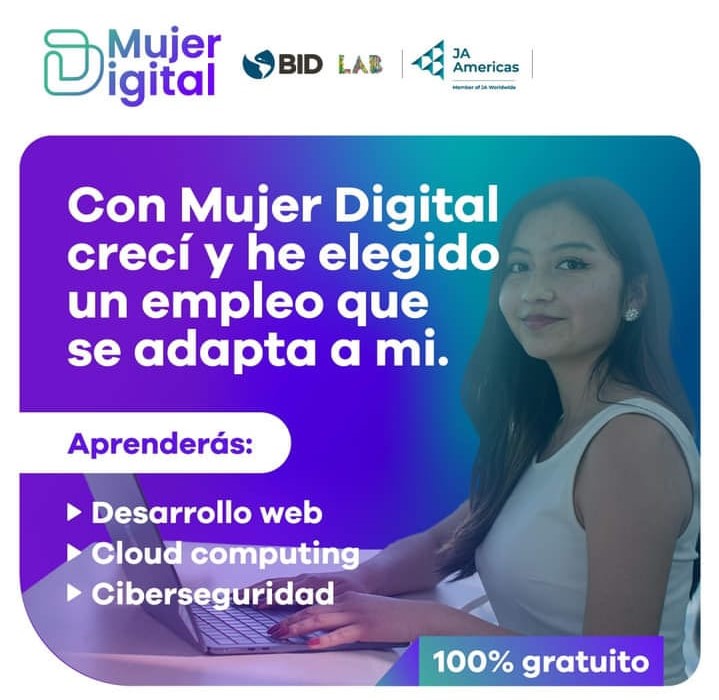 Mujer
Digital
BID LAB
JA
Americas
Member of JA Worldwide
Con Mujer Digital
crecí y he elegido
un empleo que
se adapta a mi.
Aprenderás:
Desarrollo web
Cloud computing
Ciberseguridad
100% gratuito